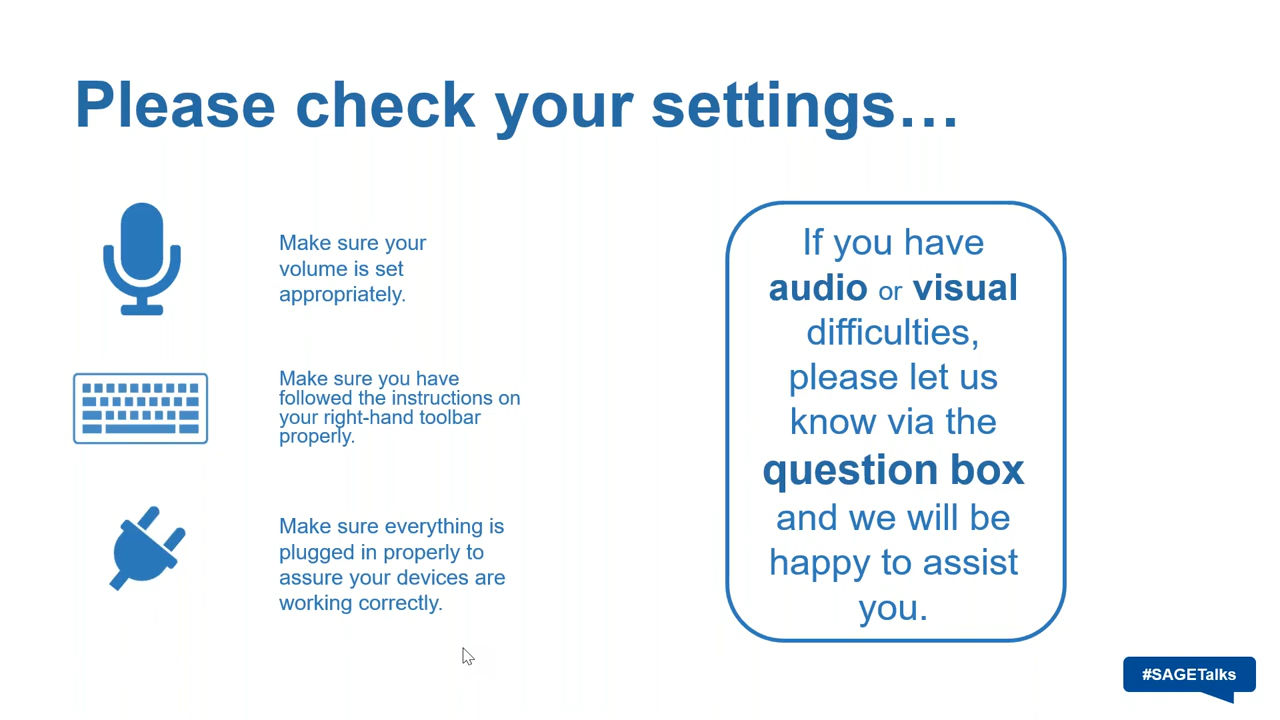 Please check your settings…
Make sure your
volume is set
appropriately.
Make sure you have
followed the instructions on
your right-hand toolbar
properly.
Make sure everything is
plugged in properly to
assure your devices are
working correctly.
If you have
audio or visual
difficulties,
please let us
know via the
question box
and we will be
happy to assist
you.
#SAGETalks